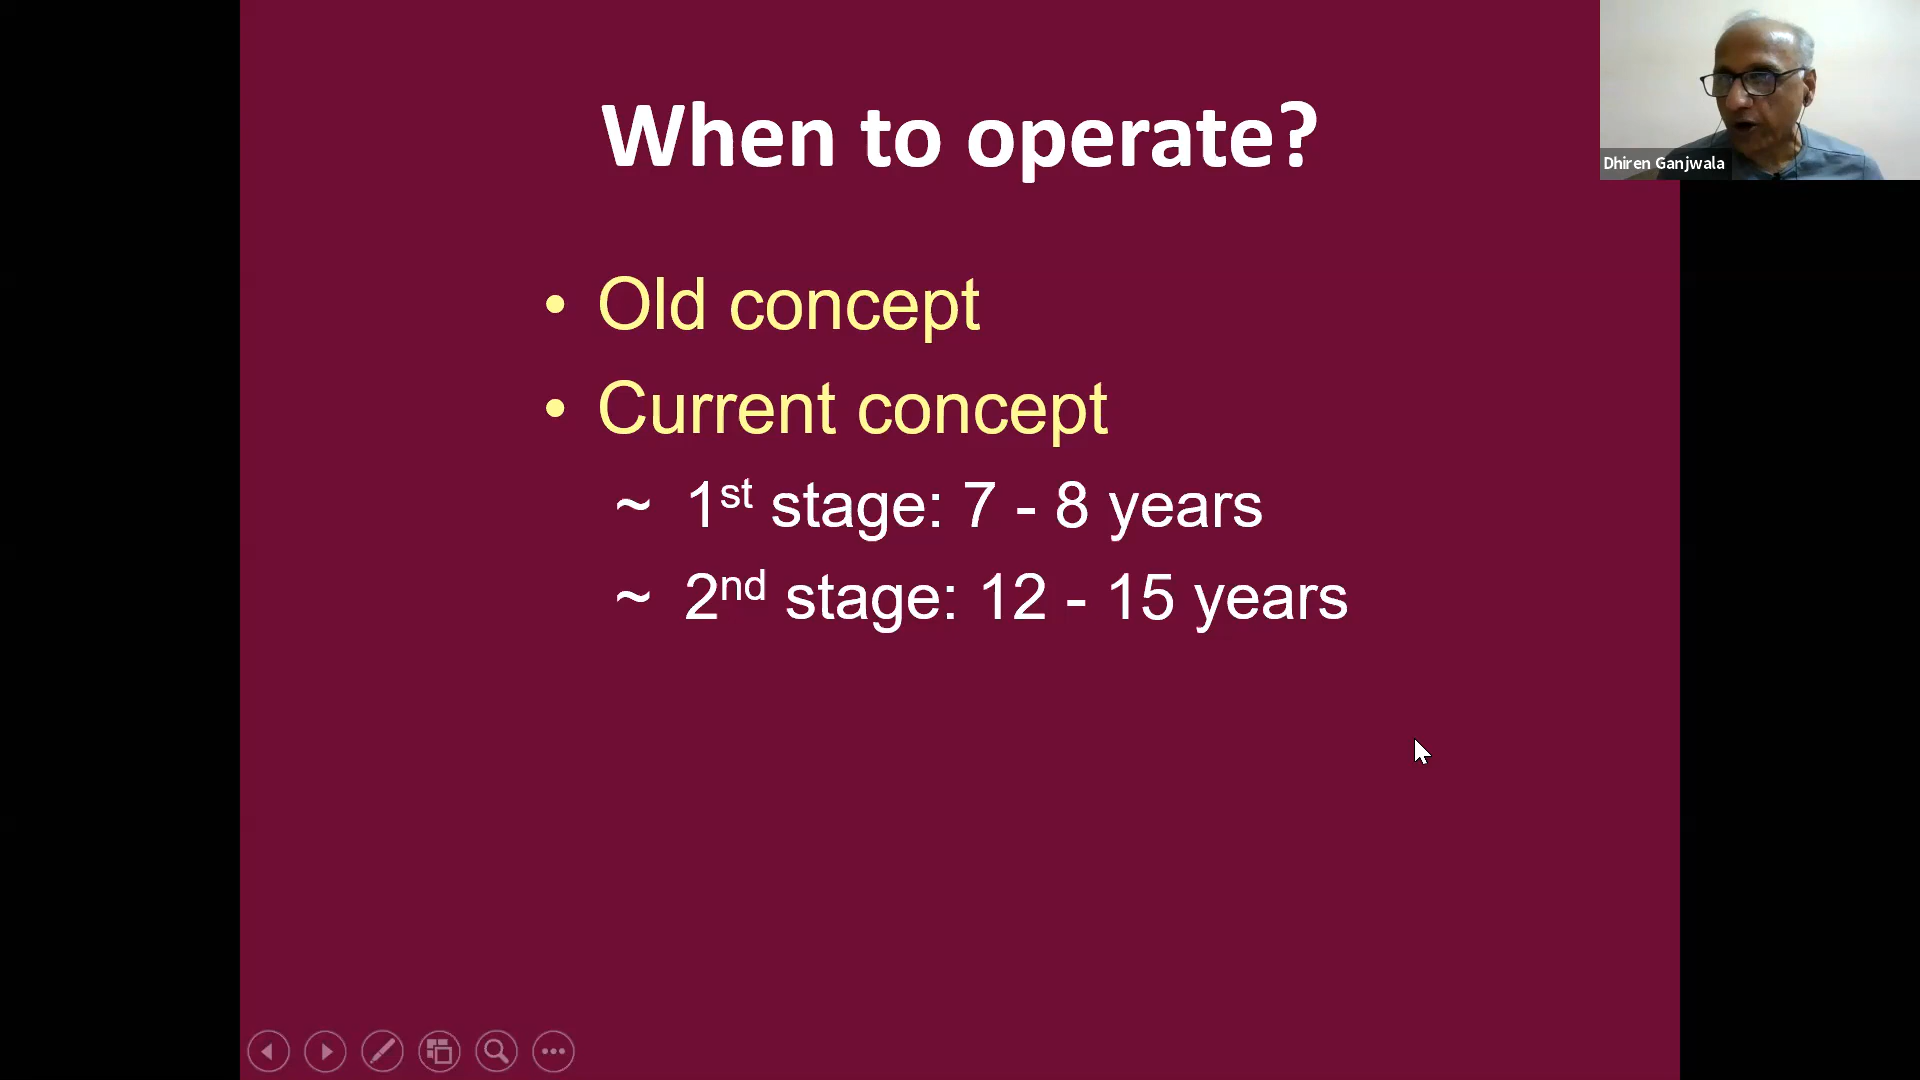 When to operate?
Dhiren Ganjwala
• Old concept
• Current concept
~ 1st stage: 7 - 8 years
~ 2nd stage: 12 - 15 years